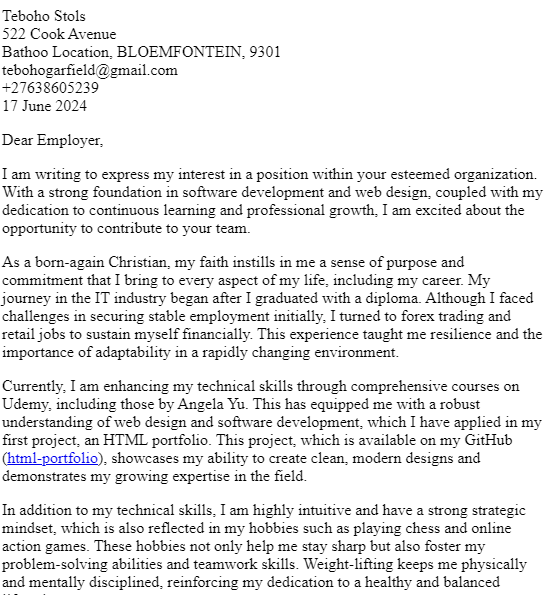 Teboho Stols
522 Cook Avenue
Bathoo Location, BLOEMFONTEIN, 9301
tebohogarfield@gmail.com
+27638605239
17 June 2024
Dear Employer,
I am writing to express my interest in a position within your esteemed organization.
With a strong foundation in software development and web design, coupled with my
dedication to continuous learning and professional growth, I am excited about the
opportunity to contribute to your team.
As a born-again Christian, my faith instills in me a sense of purpose and
commitment that I bring to every aspect of my life, including my career. My
journey in the IT industry began after I graduated with a diploma. Although I faced
challenges in securing stable employment initially, I turned to forex trading and
retail jobs to sustain myself financially. This experience taught me resilience and the
importance of adaptability in a rapidly changing environment.
Currently, I am enhancing my technical skills through comprehensive courses on
Udemy, including those by Angela Yu. This has equipped me with a robust
understanding of web design and software development, which I have applied in my
first project, an HTML portfolio. This project, which is available on my GitHub
(html-portfolio), showcases my ability to create clean, modern designs and
demonstrates my growing expertise in the field.
In addition to my technical skills, I am highly intuitive and have a strong strategic
mindset, which is also reflected in my hobbies such as playing chess and online
action games. These hobbies not only help me stay sharp but also foster my
problem-solving abilities and teamwork skills. Weight-lifting keeps me physically
and mentally disciplined, reinforcing my dedication to a healthy and balanced